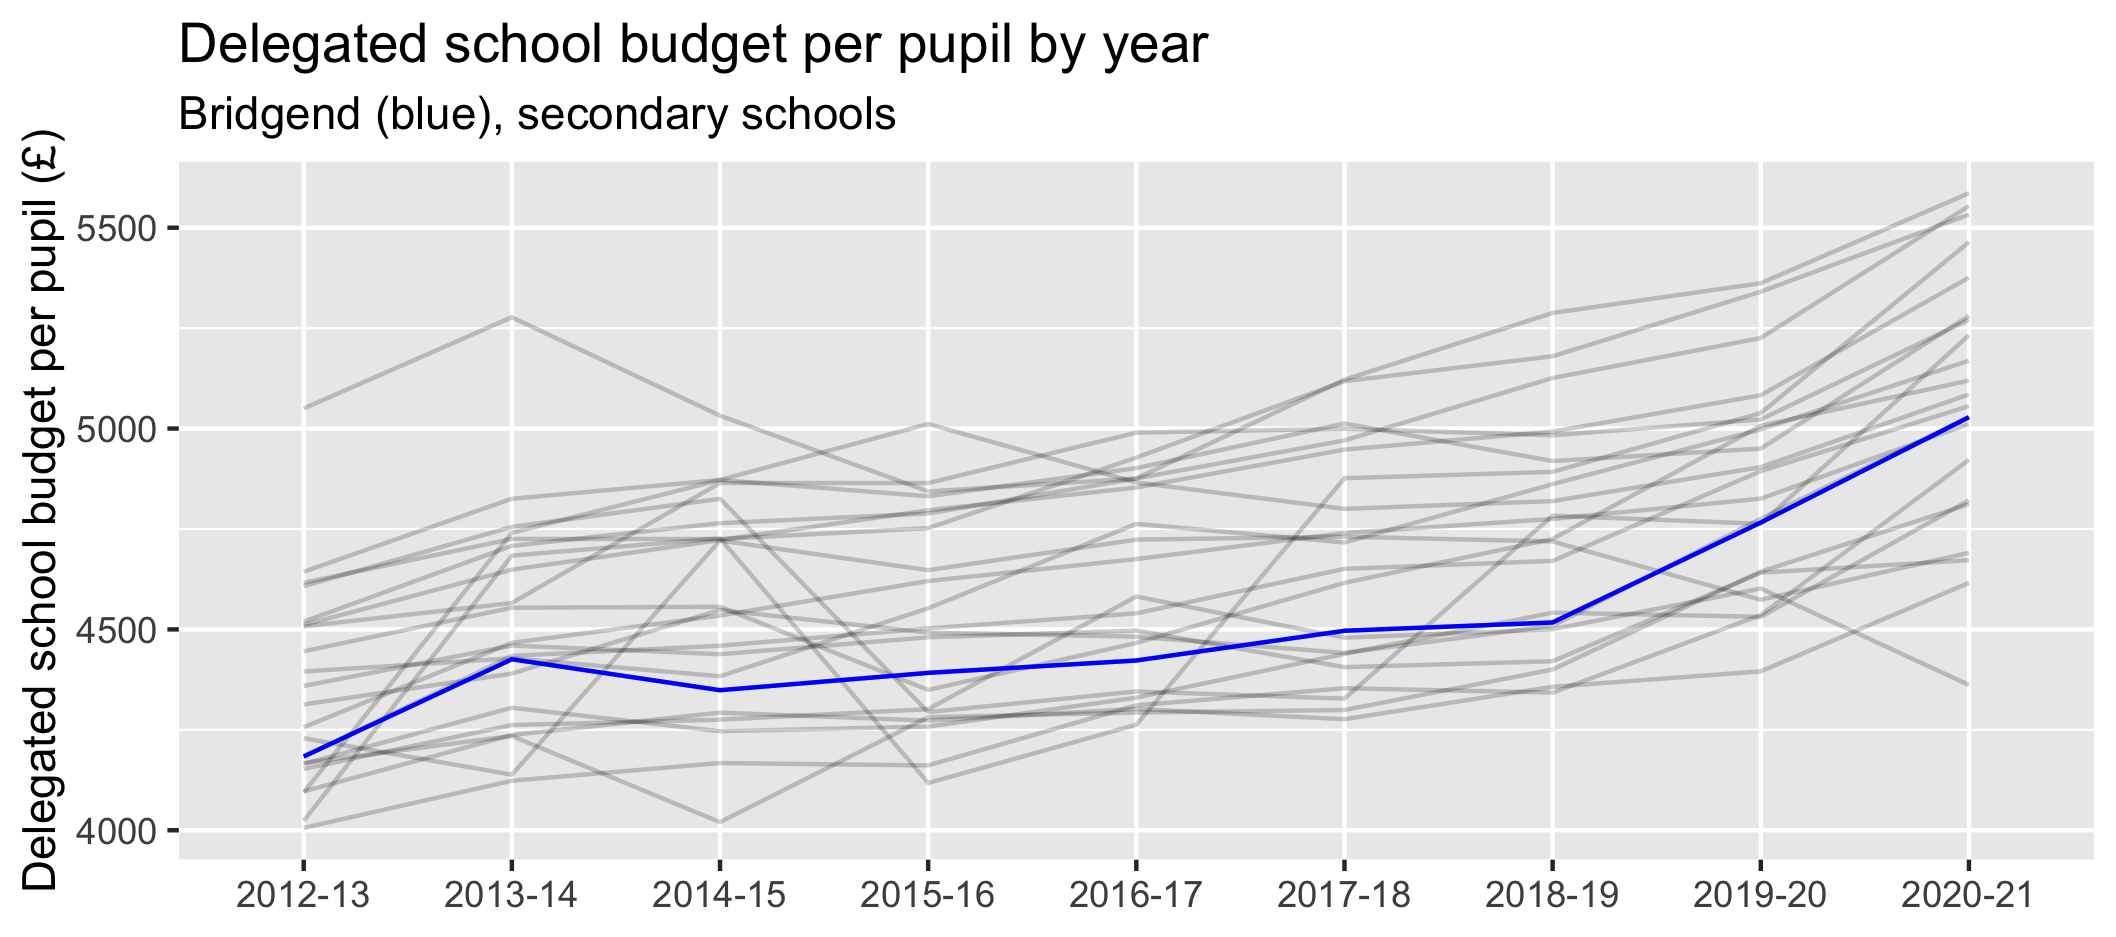 Delegated school budget per pupil by year
Bridgend (blue), secondary schools
Delegated school budget per pupil (£)
5500
5000
4500
4000
2012-13 2013-14 2014-15 2015-16 2016-17 2017-18 2018-19 2019-20 2020-21